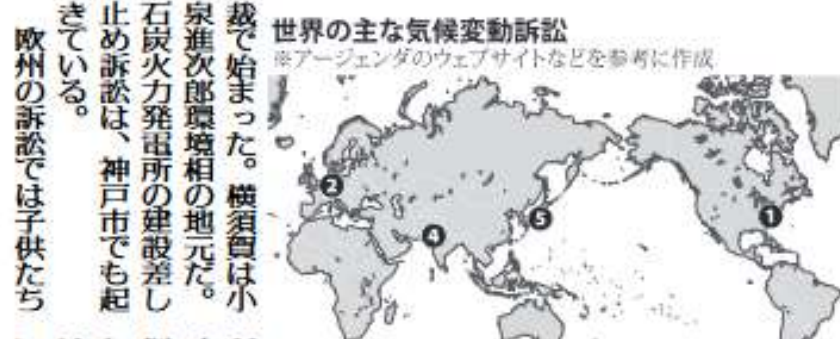 裁で始まった。横須賀は小
泉進次郎環境相の地元だ。
石炭火力発電所の建設差し
止め訴訟は、神戸市でも起
きている。
欧州の訴訟では子供たち
世界の主な気候変動訴訟
※アージェンダのウェブサイトなどを参考に作成
❷
❹
❺
❶